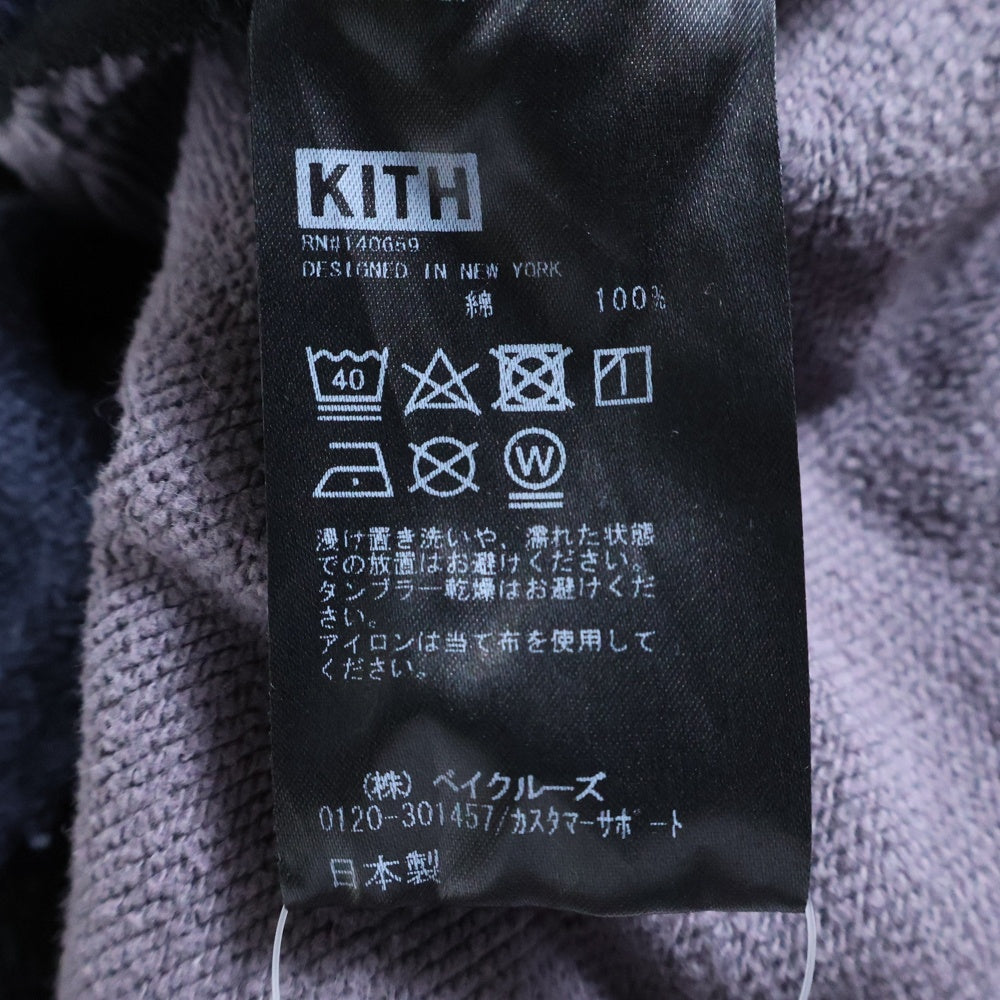 KITH
RN#140659
DESIGNED IN NEW YORK
綿 100%
40
W
浸け置き洗いや、濡れた状態
での放置はお避けください。
タンブラー乾燥はお避けくだ
さい。
アイロンは当て布を使用して
ください。
(株) ベイクルーズ
0120-301457/カスタマーサポート
日本製